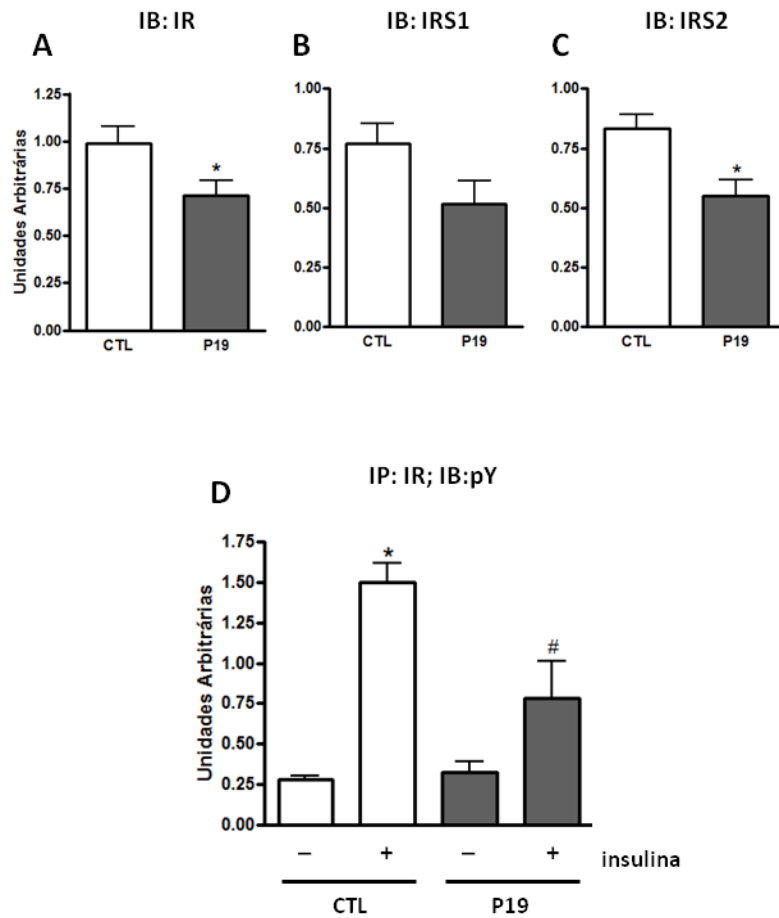 IB: IR
A
Unidades Arbitrárias
1.25
1.00
0.75
0.50
0.25
0.00
*
CTL P19
IB: IRS1
B
1.00
0.75
0.50
0.25
0.00
CTL P19
IB: IRS2
C
1.00
0.75
0.50
0.25
0.00
*
CTL P19
IP: IR; IB:pY
D
Unidades Arbitrárias
1.75
1.50
1.25
1.00
0.75
0.50
0.25
0.00
*
#
– + – + insulina
CTL P19